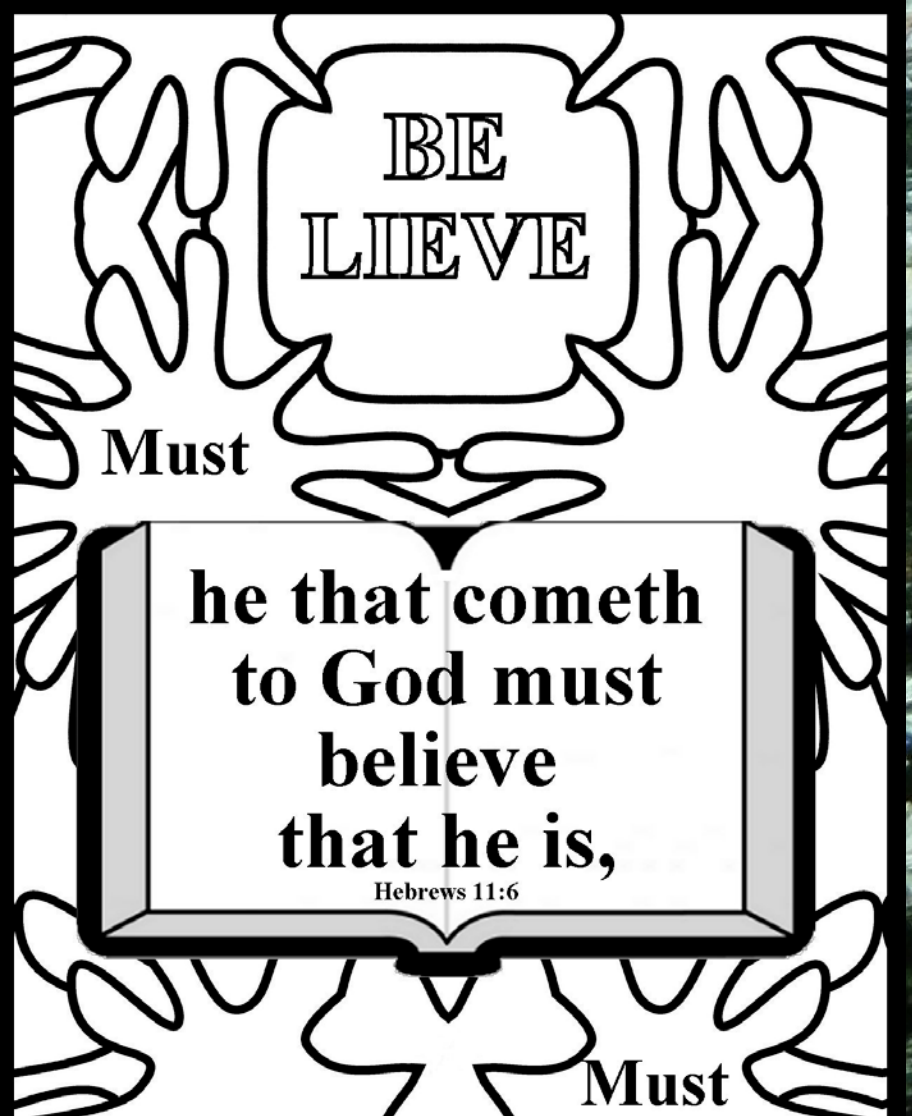 BE
LIEVE
Must
he that cometh
to God must
believe
that he is,
Hebrews 11:6
Must